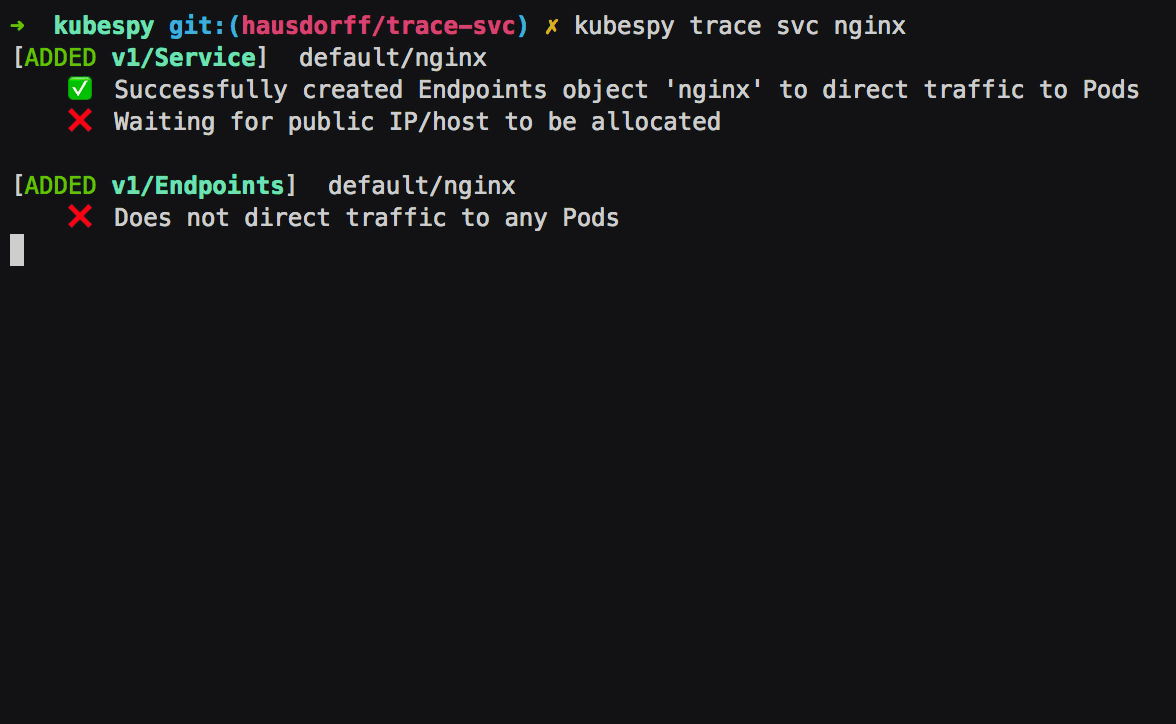 ➜  kubespy git:(hausdorff/trace-svc) ✗ kubespy trace svc nginx
[ADDED v1/Service]  default/nginx
✅ Successfully created Endpoints object 'nginx' to direct traffic to Pods
❌ Waiting for public IP/host to be allocated
[ADDED v1/Endpoints]  default/nginx
❌ Does not direct traffic to any Pods